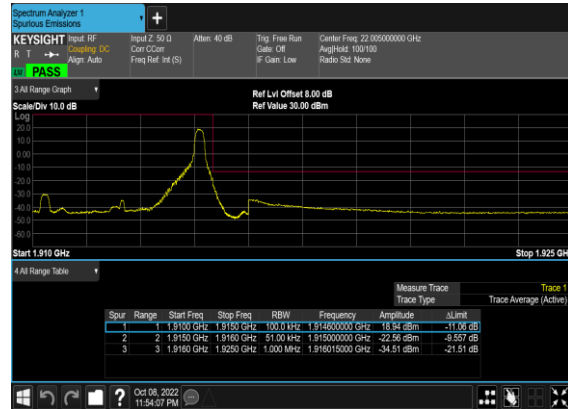 Spectrum Analyzer 1
Spurious Emissions
KEYSIGHT
R T
LW PASS
Input: RF
Coupling: DC
Align: Auto
Input Z: 50 Ω
Corr CCorr
Freq Ref: Int (S)
Atten: 40 dB
Trig: Free Run
Gate: Off
IF Gain: Low
Center Freq: 22.005000000 GHz
Avg|Hold: 100/100
Radio Std: None
3 All Range Graph
Scale/Div 10.0 dB
Ref Lvl Offset 8.00 dB
Ref Value 30.00 dBm
Log
20.0
10.0
0.00
-10.0
-20.0
-30.0
-40.0
-50.0
-60.0
Start 1.910 GHz
Stop 1.925 GH
4 All Range Table
Measure Trace Trace 1
Trace Type Trace Average (Active)
Spur Range Start Freq Stop Freq RBW Frequency Amplitude ΔLimit
1 1 1.9100 GHz 1.9150 GHz 100.0 kHz 1.914600000 GHz 18.94 dBm -11.06 dB
2 2 1.9150 GHz 1.9160 GHz 51.00 kHz 1.915000000 GHz -22.56 dBm -9.557 dB
3 3 1.9160 GHz 1.9250 GHz 1.000 MHz 1.916015000 GHz -34.51 dBm -21.51 dB
Oct 08, 2022
11:54:07 PM